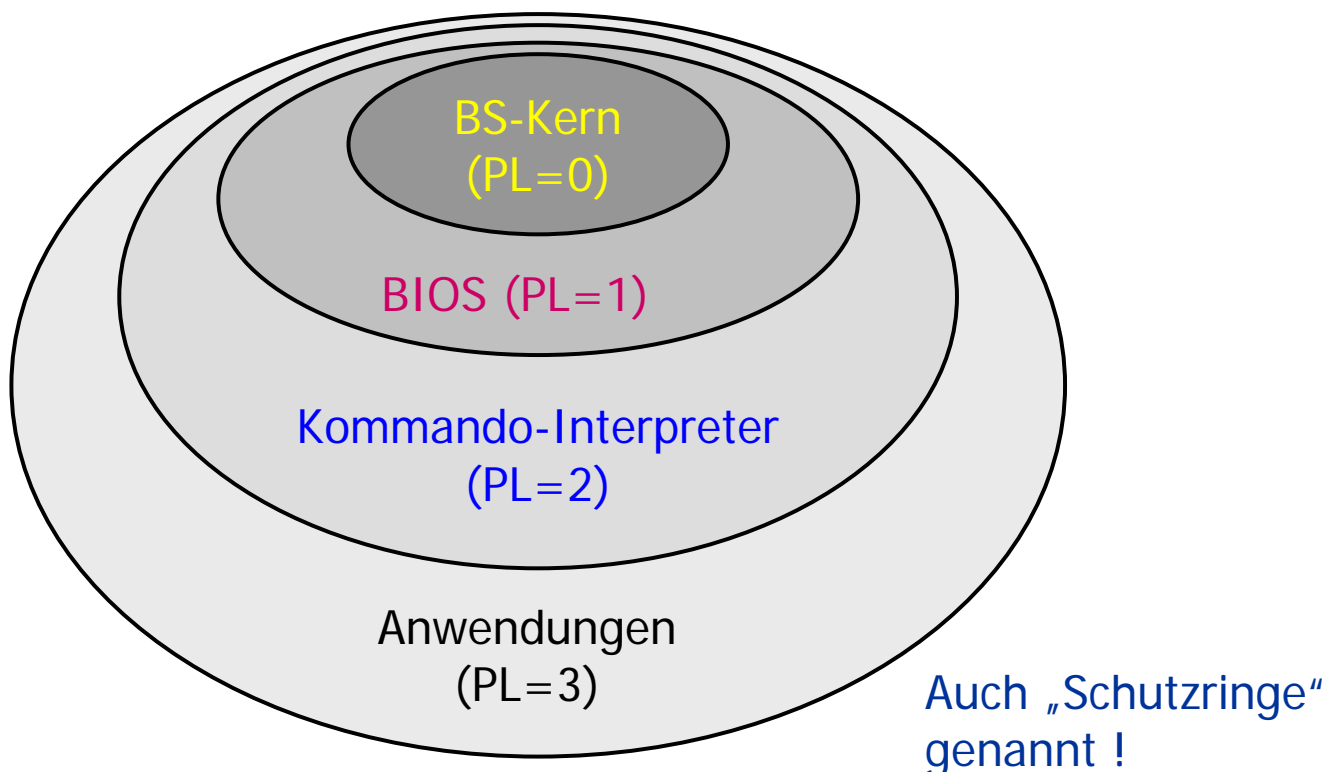 BS-Kern
(PL=0)
BIOS (PL=1)
Kommando-Interpreter
(PL=2)
Anwendungen
(PL=3)
Auch „Schutzringe“
genannt !